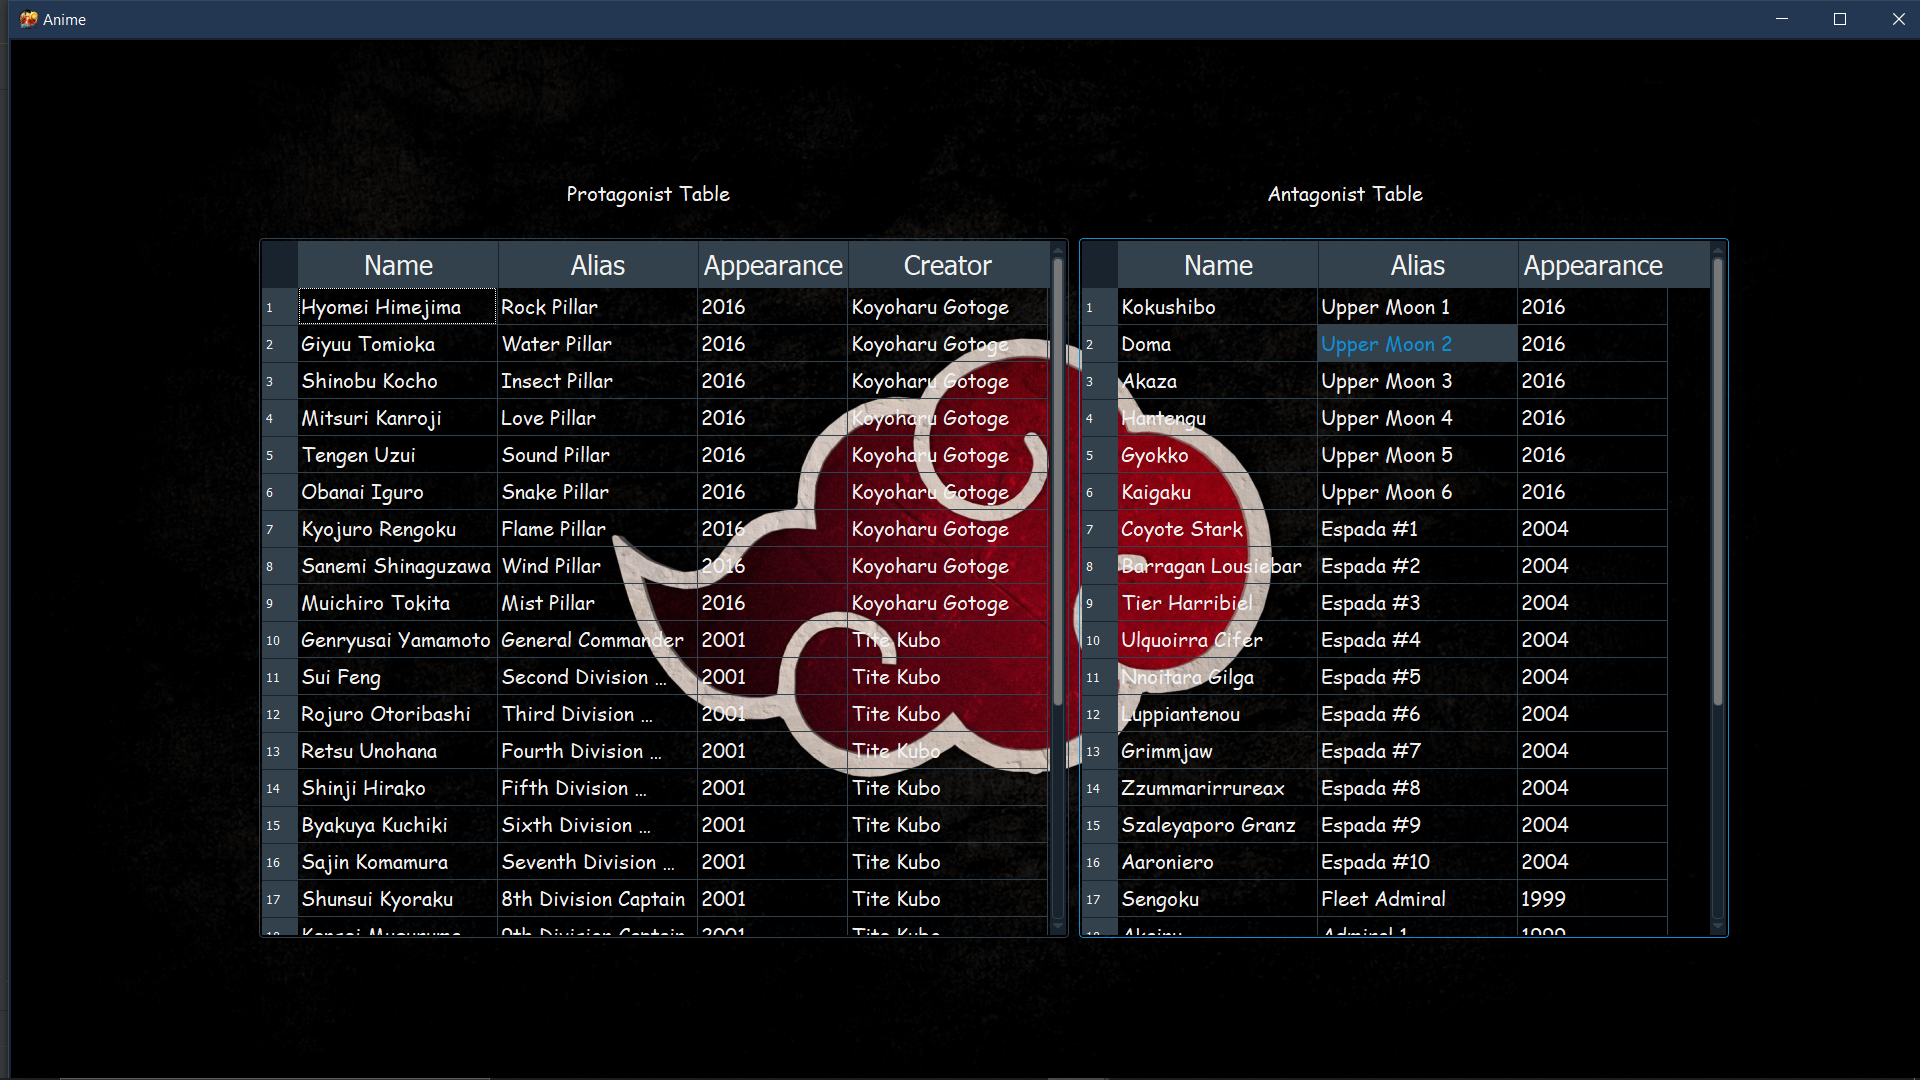 Anime
Protagonist Table
Name Alias Appearance Creator
1 Hyomei Himejima Rock Pillar 2016 Koyoharu Gotoge
2 Giyuu Tomioka Water Pillar 2016 Koyoharu Gotoge
3 Shinobu Kocho Insect Pillar 2016 Koyoharu Gotoge
4 Mitsuri Kanroji Love Pillar 2016 Koyoharu Gotoge
5 Tengen Uzui Sound Pillar 2016 Koyoharu Gotoge
6 Obanai Iguro Snake Pillar 2016 Koyoharu Gotoge
7 Kyojuro Rengoku Flame Pillar 2016 Koyoharu Gotoge
8 Sanemi Shinaguzawa Wind Pillar 2016 Koyoharu Gotoge
9 Muichiro Tokita Mist Pillar 2016 Koyoharu Gotoge
10 Genryusai Yamamoto General Commander 2001 Tite Kubo
11 Sui Feng Second Division ... 2001 Tite Kubo
12 Rojuro Otoribashi Third Division ... 2001 Tite Kubo
13 Retsu Unohana Fourth Division ... 2001 Tite Kubo
14 Shinji Hirako Fifth Division ... 2001 Tite Kubo
15 Byakuya Kuchiki Sixth Division ... 2001 Tite Kubo
16 Sajin Komamura Seventh Division ... 2001 Tite Kubo
17 Shunsui Kyoraku 8th Division Captain 2001 Tite Kubo
9th Division Captain 2001 Tite Kubo
Antagonist Table
Name Alias Appearance
1 Kokushibo Upper Moon 1 2016
2 Doma Upper Moon 2 2016
3 Akaza Upper Moon 3 2016
4 Hantengu Upper Moon 4 2016
5 Gyokko Upper Moon 5 2016
6 Kaigaku Upper Moon 6 2016
7 Coyote Stark Espada #1 2004
8 Barragan Lousiebar Espada #2 2004
9 Tier Harribiel Espada #3 2004
10 Ulquoirra Cifer Espada #4 2004
11 Nnoitara Gilga Espada #5 2004
12 Luppiantenou Espada #6 2004
13 Grimmjaw Espada #7 2004
14 Zzummarirrureax Espada #8 2004
15 Szaleyaporo Granz Espada #9 2004
16 Aaroniero Espada #10 2004
17 Sengoku Fleet Admiral 1999
Admiral 1 1999